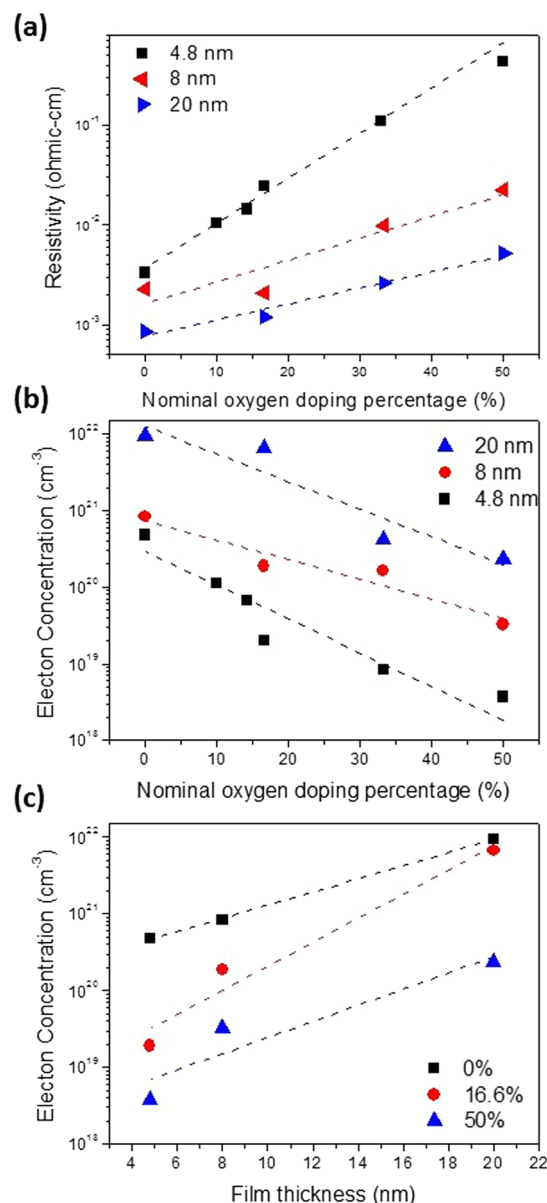 (a)
4.8 nm
8 nm
20 nm
Resistivity (ohmic-cm)
10⁻¹
10⁻²
10⁻³
0 10 20 30 40 50
Nominal oxygen doping percentage (%)
(b)
20 nm
8 nm
4.8 nm
Electon Concentration (cm⁻³)
10²²
10²¹
10²⁰
10¹⁹
10¹⁸
0 10 20 30 40 50
Nominal oxygen doping percentage (%)
(c)
Electon Concentration (cm⁻³)
10²²
10²¹
10²⁰
10¹⁹
10¹⁸
0%
16.6%
50%
4 6 8 10 12 14 16 18 20 22
Film thickness (nm)